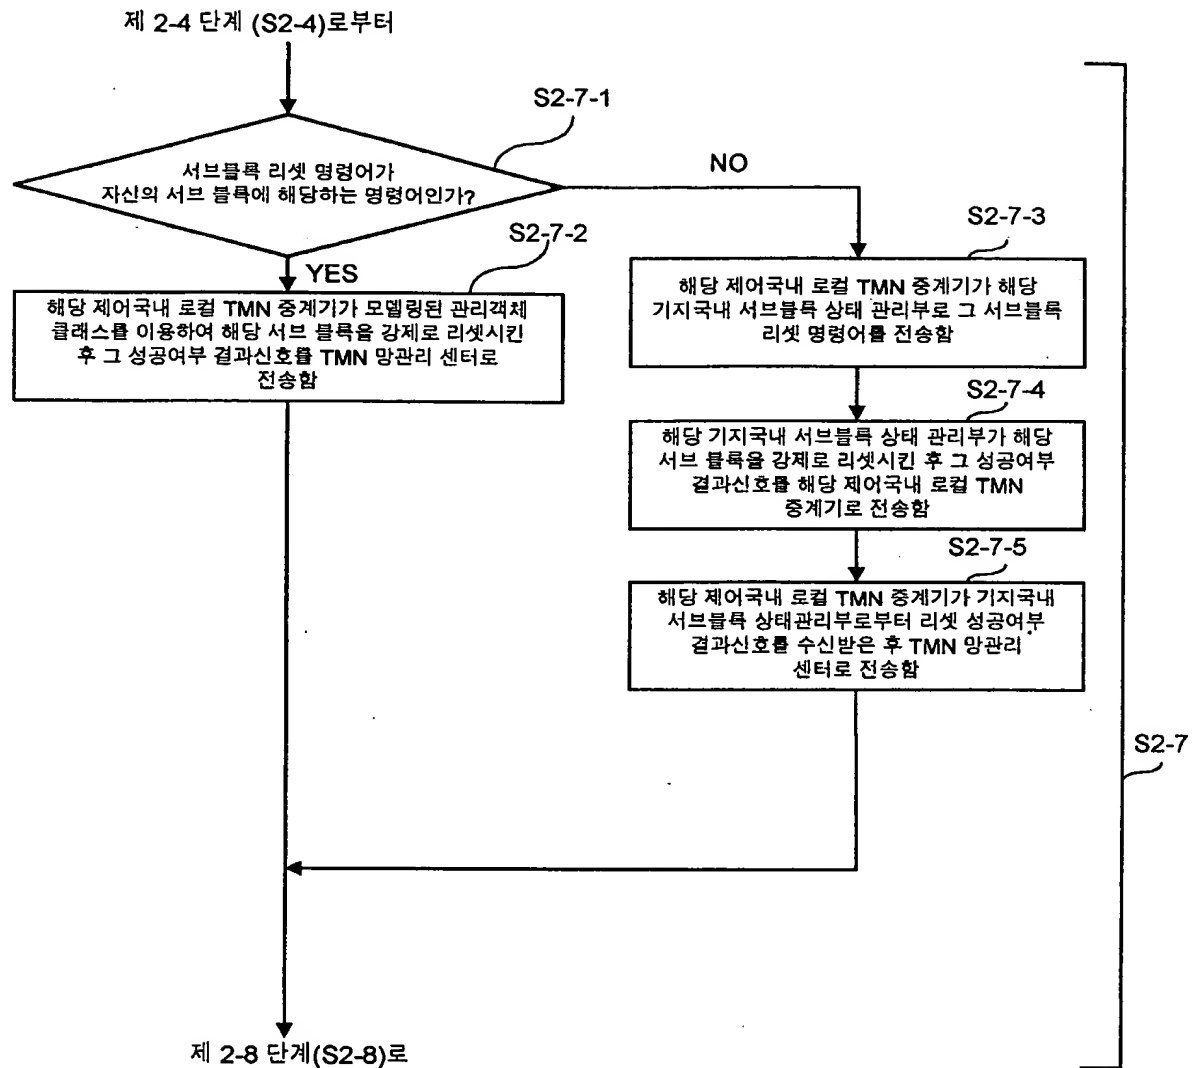 제 2-4 단계 (S2-4)로부터
S2-7-1
서브블록 리셋 명령어가
자신의 서브 블록에 해당하는 명령어인가?
NO
YES
S2-7-2
해당 제어국내 로컬 TMN 중계기가 모델링된 관리객체
클래스를 이용하여 해당 서브 블록을 강제로 리셋시킨
후 그 성공여부 결과신호를 TMN 망관리 센터로
전송함
S2-7-3
해당 제어국내 로컬 TMN 중계기가 해당
기지국내 서브블록 상태 관리부로 그 서브블록
리셋 명령어를 전송함
S2-7-4
해당 기지국내 서브블록 상태 관리부가 해당
서브 블록을 강제로 리셋시킨 후 그 성공여부
결과신호를 해당 제어국내 로컬 TMN
중계기로 전송함
S2-7-5
해당 제어국내 로컬 TMN 중계기가 기지국내
서브블록 상태관리부로부터 리셋 성공여부
결과신호를 수신받은 후 TMN 망관리
센터로 전송함
S2-7
제 2-8 단계(S2-8)로